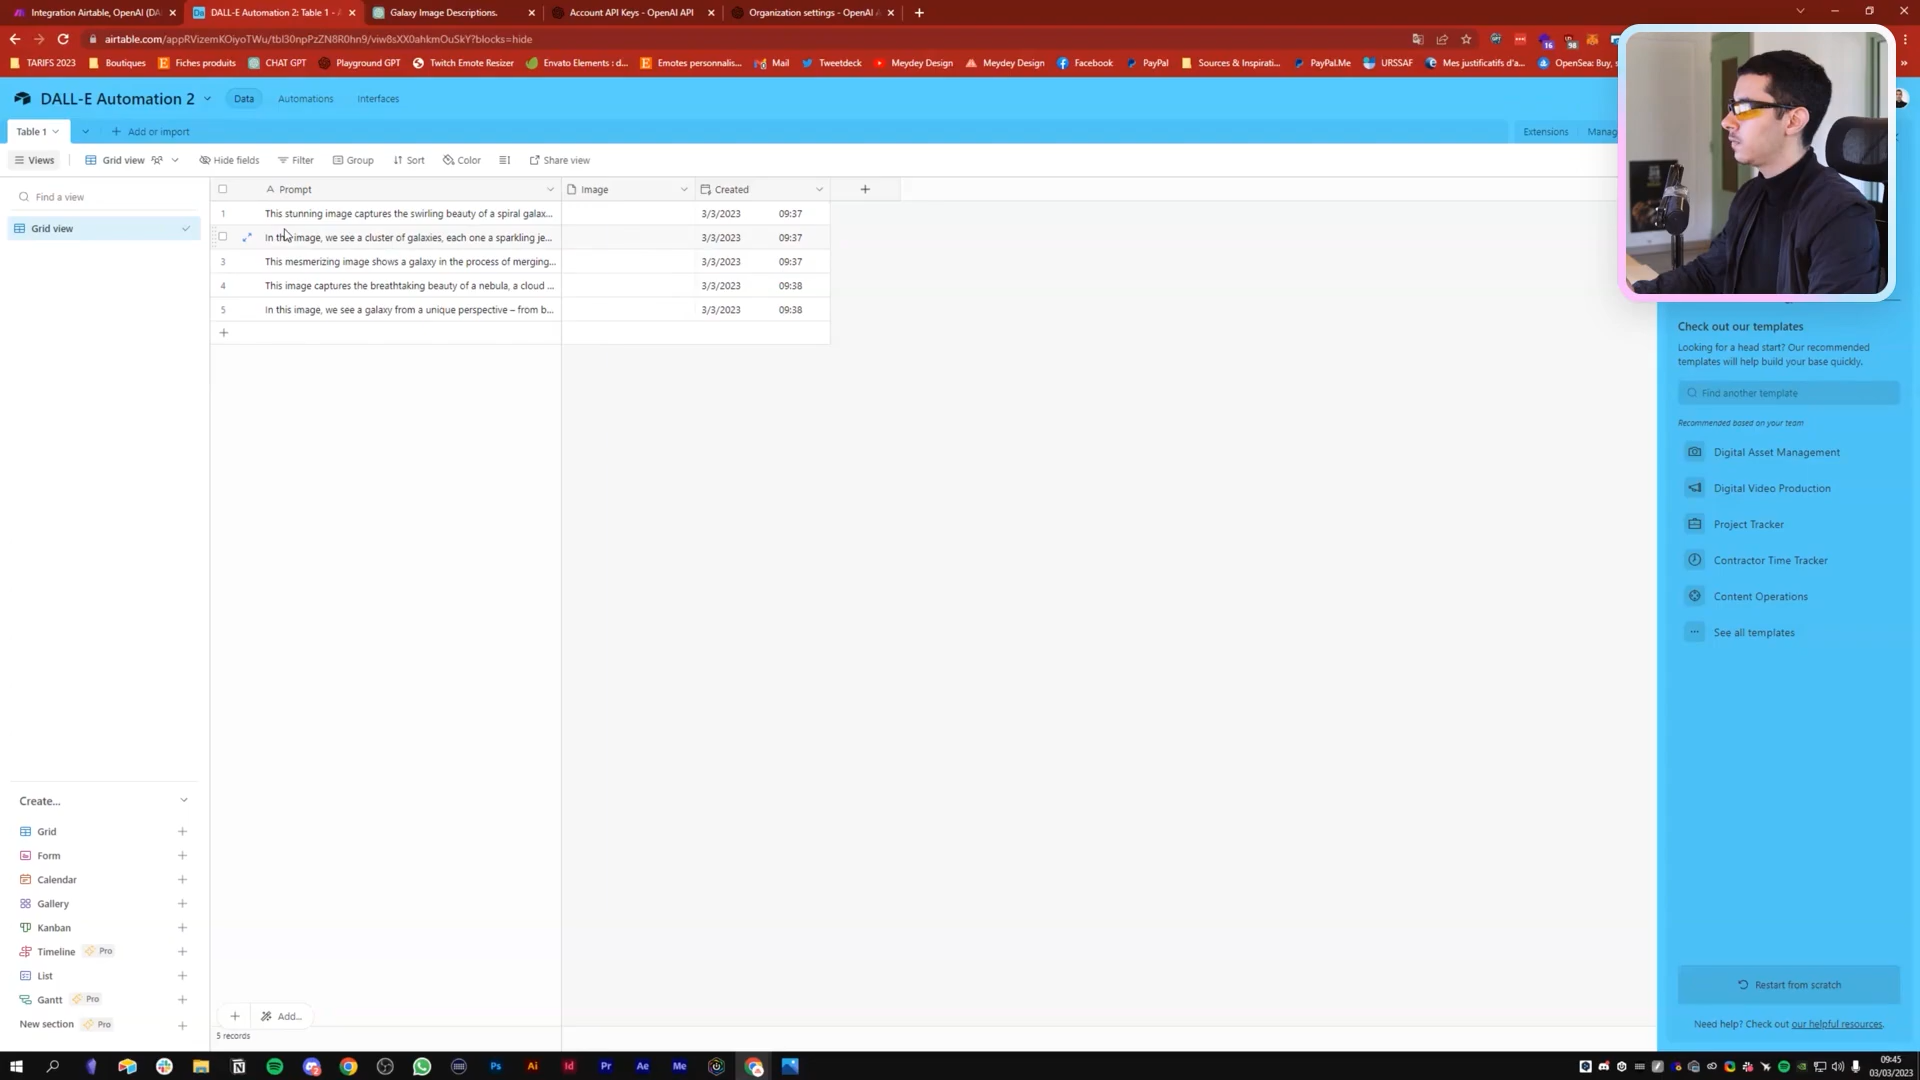 Integration Airtable, OpenAI (DA
DALL-E Automation 2: Table 1 - A
Galaxy Image Descriptions.
Account API Keys - OpenAI API
Organization settings - OpenAI A
airtable.com/appRVizemKOiyoTWu/tbl30npPzZN8R0hn9/viw8sXX0ahkmOuSkY?blocks=hide
16
98
TARIFS 2023
Boutiques
Fiches produits
CHAT GPT
Playground GPT
Twitch Emote Resizer
Envato Elements : d...
Emotes personnalis...
Mail
Tweetdeck
Meydey Design
Meydey Design
Facebook
PayPal
Sources & Inspirati...
PayPal.Me
URSSAF
Mes justificatifs d'a...
OpenSea: Buy, s
DALL-E Automation 2
Data
Automations
Interfaces
Table 1
Add or import
Extensions
Manag
Views
Grid view
Hide fields
Filter
Group
Sort
Color
Share view
Find a view
Grid view
Prompt
Image
Created
1 This stunning image captures the swirling beauty of a spiral galax... 3/3/2023 09:37
In this image, we see a cluster of galaxies, each one a sparkling je... 3/3/2023 09:37
3 This mesmerizing image shows a galaxy in the process of merging... 3/3/2023 09:37
4 This image captures the breathtaking beauty of a nebula, a cloud ... 3/3/2023 09:38
5 In this image, we see a galaxy from a unique perspective – from b... 3/3/2023 09:38
Check out our templates
Looking for a head start? Our recommended
templates will help build your base quickly.
Find another template
Recommended based on your team
Digital Asset Management
Digital Video Production
Project Tracker
Contractor Time Tracker
Content Operations
See all templates
Create...
Grid
Form
Calendar
Gallery
Kanban
Timeline Pro
List
Gantt Pro
New section Pro
Add...
5 records
Restart from scratch
Need help? Check out our helpful resources.
Ps
Ai
Id
Pr
Ae
Me
09:45
03/03/2023